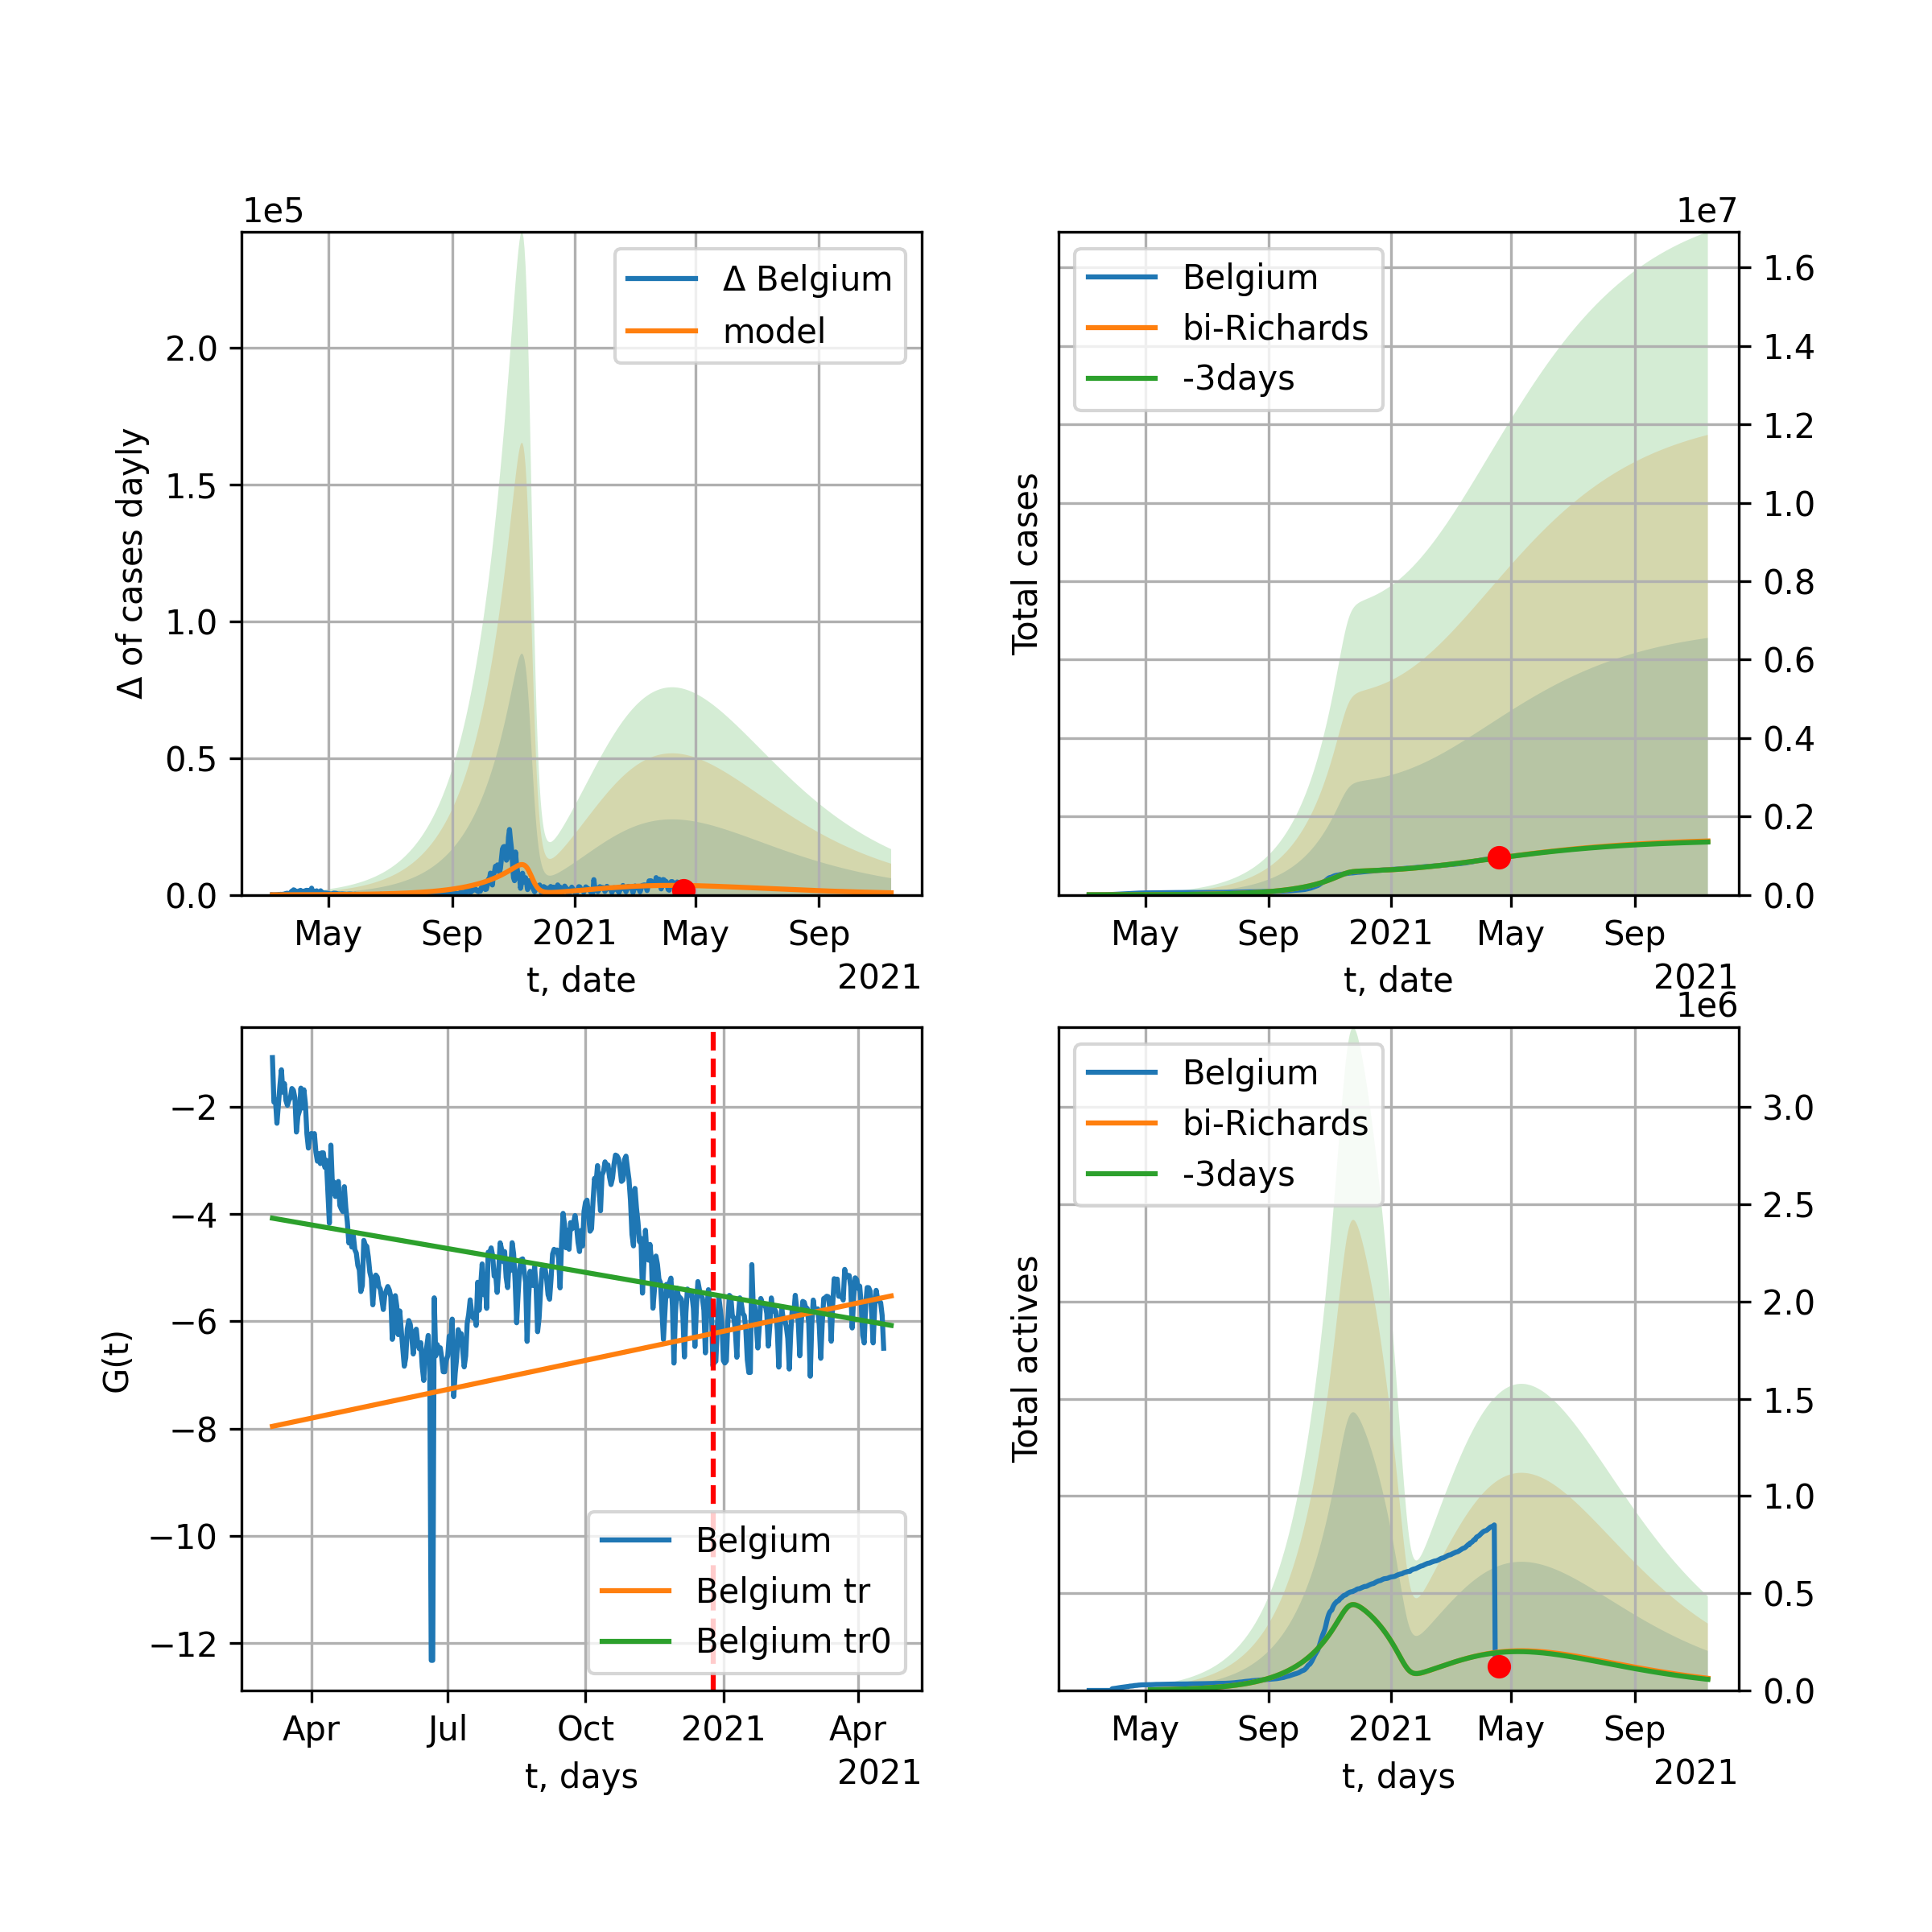 1e5
Δ of cases dayly
2.0
1.5
1.0
0.5
0.0
Δ Belgium
model
May Sep 2021 May Sep
t, date
2021
1e7
Total cases
Belgium
bi-Richards
-3days
1.6
1.4
1.2
1.0
0.8
0.6
0.4
0.2
0.0
May Sep 2021 May Sep
t, date
2021
G(t)
−2
−4
−6
−8
−10
−12
Belgium
Belgium tr
Belgium tr0
Apr Jul Oct 2021 Apr
t, days
2021
1e6
Total actives
Belgium
bi-Richards
-3days
3.0
2.5
2.0
1.5
1.0
0.5
0.0
May Sep 2021 May Sep
t, days
2021